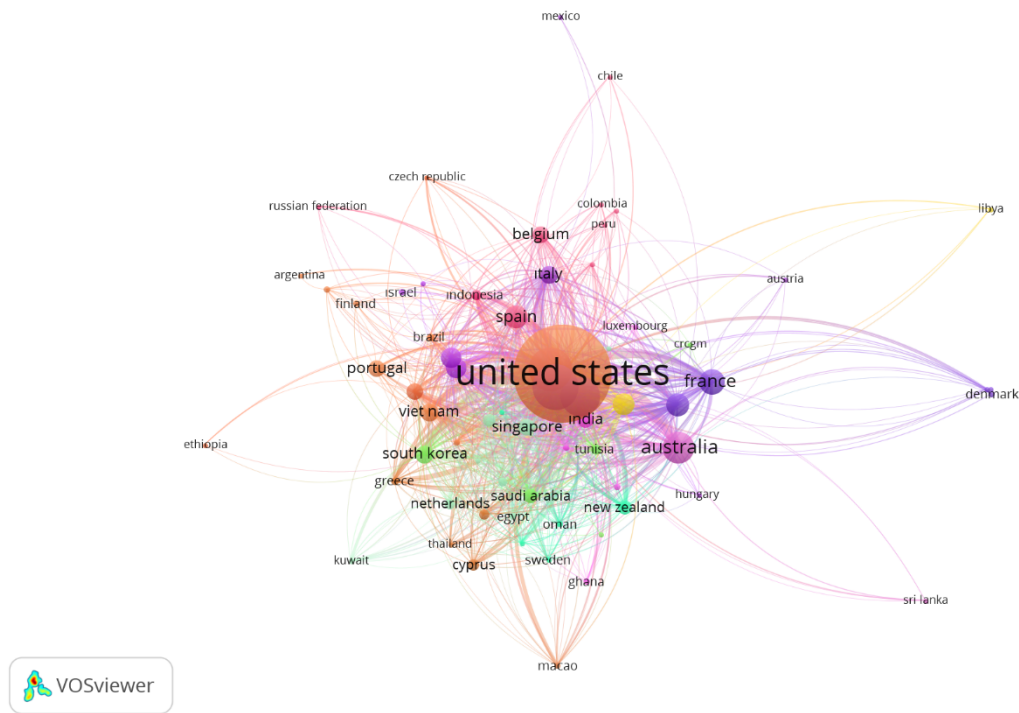 mexico
chile
czech republic
russian federation
colombia
libya
peru
belgium
argentina
italy
austria
israel
indonesia
finland
spain
luxembourg
brazil
crcgm
portugal
united states
france
denmark
viet nam
india
singapore
ethiopia
south korea
tunisia
australia
greece
saudi arabia
hungary
netherlands
egypt
new zealand
oman
thailand
kuwait
cyprus
sweden
ghana
sri lanka
macao
VOSviewer